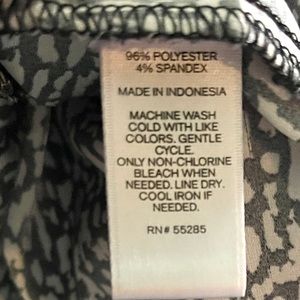 96% POLYESTER
4% SPANDEX
MADE IN INDONESIA
MACHINE WASH
COLD WITH LIKE
COLORS. GENTLE
CYCLE.
ONLY NON-CHLORINE
BLEACH WHEN
NEEDED. LINE DRY.
COOL IRON IF
NEEDED.
RN# 55285